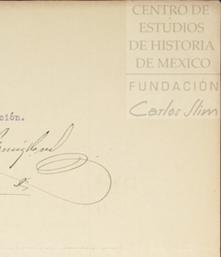 CENTRO DE
ESTUDIOS
DE HISTORIA
DE MEXICO
FUNDACIÓN
Carlos Slim
ción.